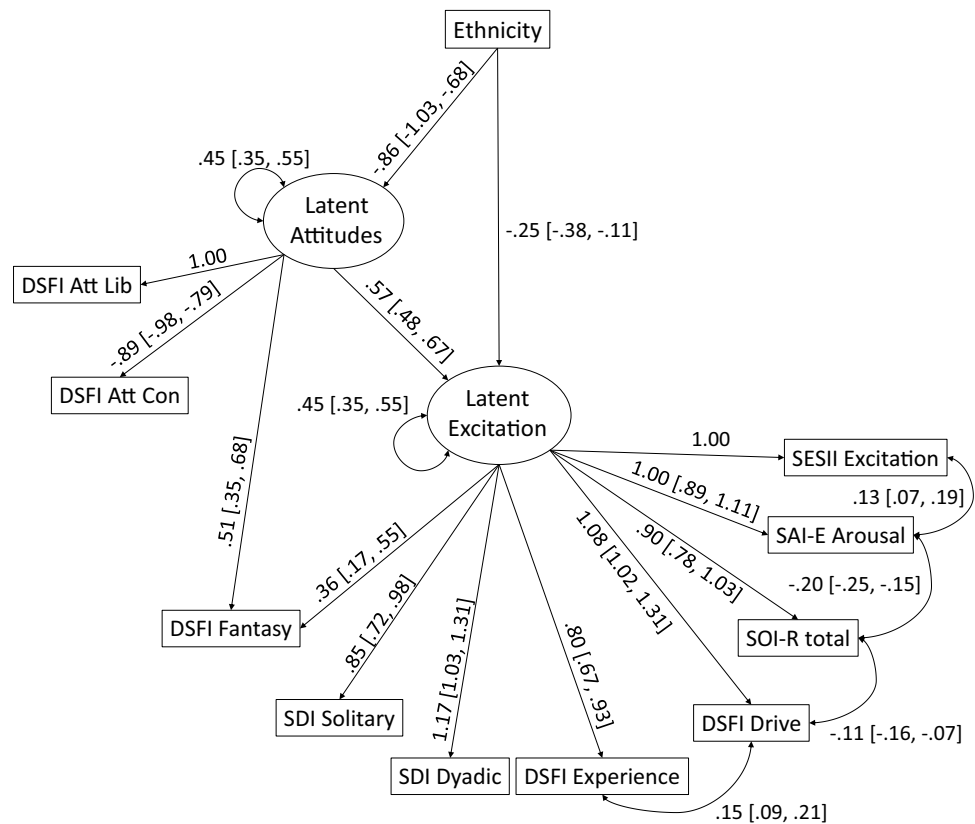 Ethnicity
-.86 [-1.03, -.68]
.45 [.35, .55]
Latent
Attitudes
-.25 [-.38, -.11]
1.00
DSFI Att Lib
-.89 [-.98, -.79]
.57 [.48, .67]
DSFI Att Con
Latent
Excitation
.45 [.35, .55]
1.00
SESII Excitation
1.00 [.89, 1.11]
.13 [.07, .19]
.51 [.35, .68]
SAI-E Arousal
.90 [.78, 1.03]
-.20 [-.25, -.15]
.36 [.17, .55]
1.08 [1.02, 1.31]
DSFI Fantasy
SOI-R total
.85 [.72, .98]
1.17 [1.03, 1.31]
.80 [.67, .93]
SDI Solitary
DSFI Drive
-.11 [-.16, -.07]
SDI Dyadic
DSFI Experience
.15 [.09, .21]